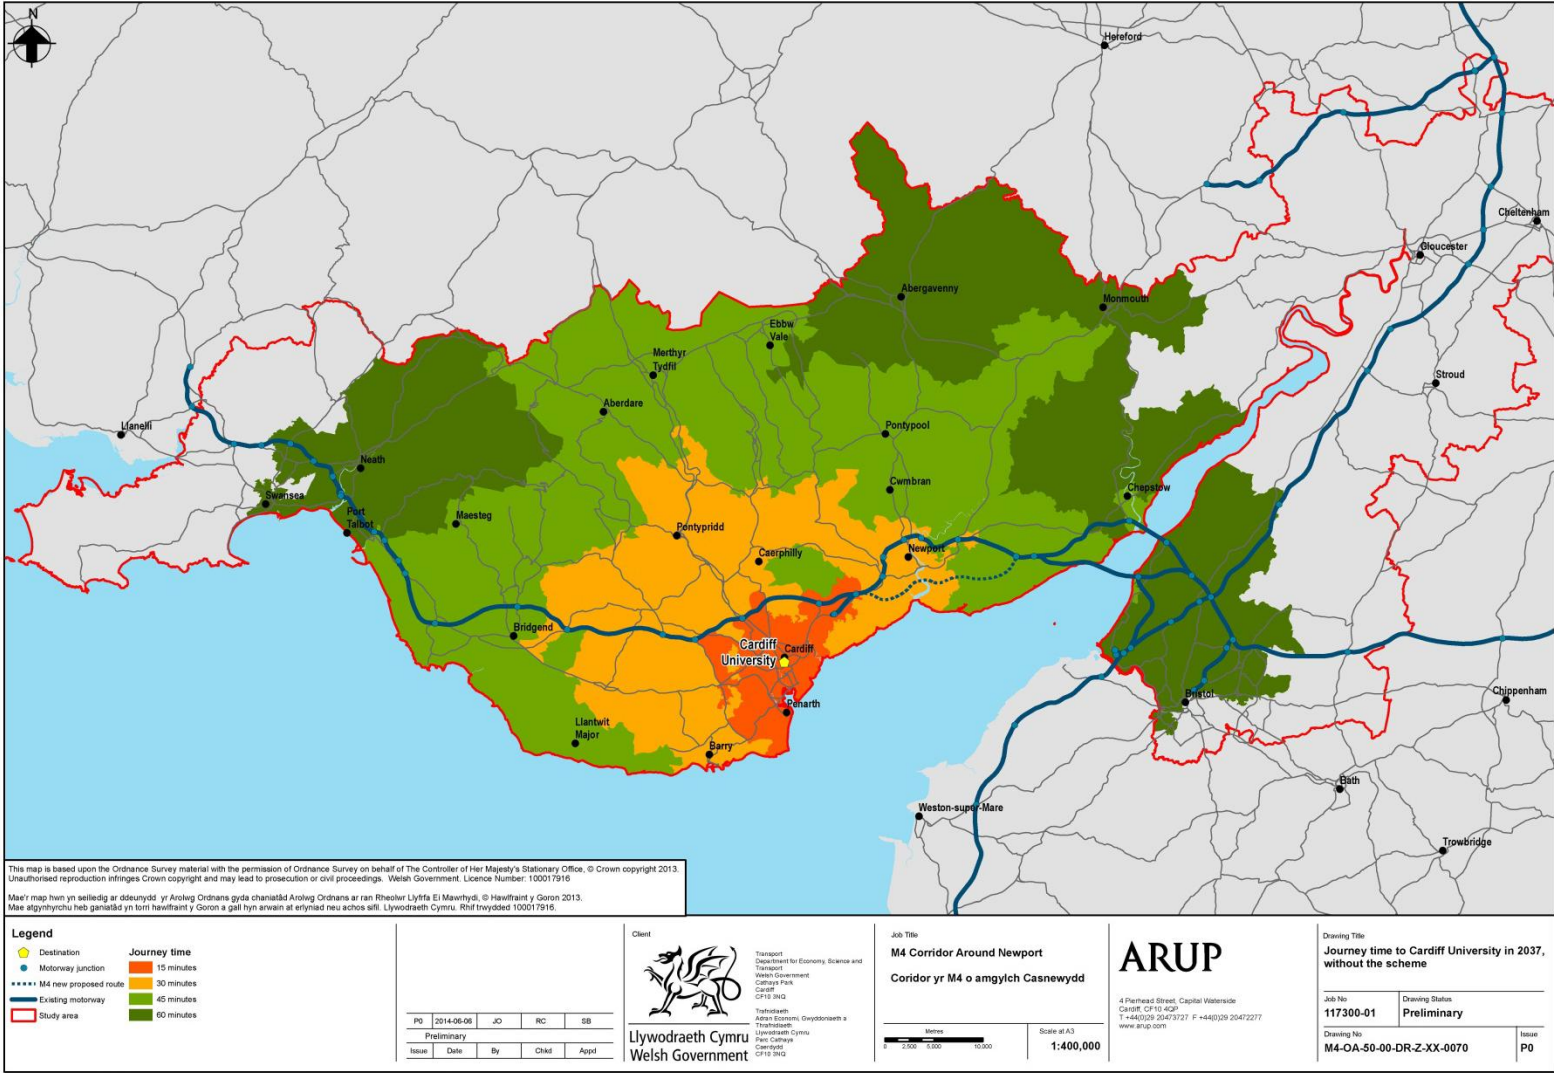 N
Hereford
Cheltenham
Gloucester
Abergavenny
Monmouth
Ebbw
Vale
Merthyr
Tydfil
Stroud
Aberdare
Llanelli
Pontypool
Neath
Cwmbran
Swansea
Chepstow
Port
Talbot
Maesteg
Pontypridd
Caerphilly
Newport
Bridgend
Cardiff
University
Cardiff
Penarth
Bristol
Chippenham
Llantwit
Major
Barry
Bath
Weston-super-Mare
Trowbridge
This map is based upon the Ordnance Survey material with the permission of Ordnance Survey on behalf of The Controller of Her Majesty's Stationary Office, © Crown copyright 2013.
Unauthorised reproduction infringes Crown copyright and may lead to prosecution or civil proceedings. Welsh Government. Licence Number: 100017916
Mae'r map hwn yn seiliedig ar ddeunydd yr Arolwg Ordnans gyda chaniatâd Arolwg Ordnans ar ran Rheolwr Llyfrfa Ei Mawrhydi, © Hawlfraint y Goron 2013.
Mae atgynhyrchu heb ganiatâd yn torri hawlfraint y Goron a gall hyn arwain at erlyniad neu achos sifil. Llywodraeth Cymru. Rhif trwydded 100017916.
Legend
Destination
Motorway junction
M4 new proposed route
Existing motorway
Study area
Journey time
15 minutes
30 minutes
45 minutes
60 minutes
P0 2014-06-06 JO RC SB
Preliminary
Issue Date By Chkd Appd
Client
Llywodraeth Cymru
Welsh Government
Transport
Department for Economy, Science and
Transport
Welsh Government
Cathays Park
Cardiff
CF10 3NQ
Trafnidiaeth
Adran Economi, Gwyddoniaeth a
Thrafnidiaeth
Llywodraeth Cymru
Parc Cathays
Caerdydd
CF10 3NQ
Job Title
M4 Corridor Around Newport
Coridor yr M4 o amgylch Casnewydd
Metres
0 2,500 5,000 10,000
Scale at A3
1:400,000
ARUP
4 Pierhead Street, Capital Waterside
Cardiff, CF10 4QP
T +44(0)29 20473727 F +44(0)29 20472277
www.arup.com
Drawing Title
Journey time to Cardiff University in 2037,
without the scheme
Job No
117300-01
Drawing Status
Preliminary
Drawing No
M4-OA-50-00-DR-Z-XX-0070
Issue
P0